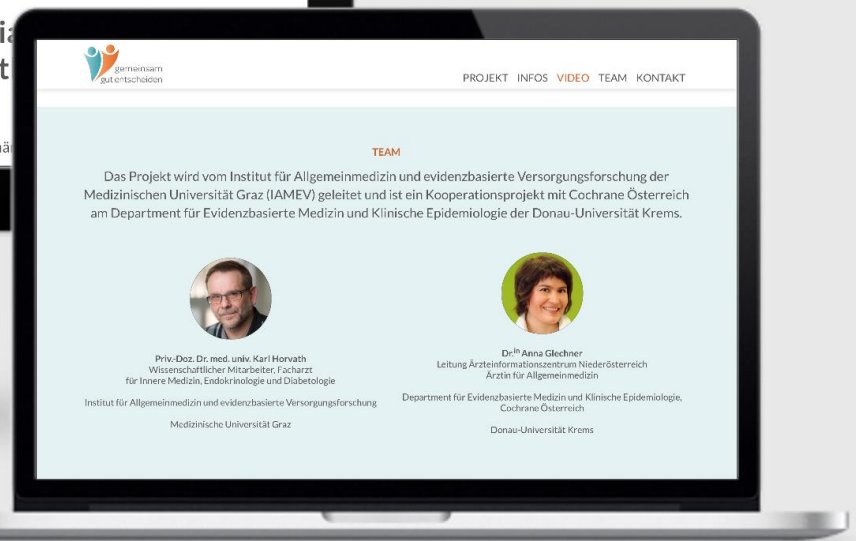 gemeinsam
gut entscheiden
PROJEKT INFOS VIDEO TEAM KONTAKT
TEAM
Das Projekt wird vom Institut für Allgemeinmedizin und evidenzbasierte Versorgungsforschung der
Medizinischen Universität Graz (IAMEV) geleitet und ist ein Kooperationsprojekt mit Cochrane Österreich
am Department für Evidenzbasierte Medizin und Klinische Epidemiologie der Donau-Universität Krems.
Priv.-Doz. Dr. med. univ. Karl Horvath
Wissenschaftlicher Mitarbeiter, Facharzt
für Innere Medizin, Endokrinologie und Diabetologie
Institut für Allgemeinmedizin und evidenzbasierte Versorgungsforschung
Medizinische Universität Graz
Dr.in Anna Glechner
Leitung Ärzteinformationszentrum Niederösterreich
Ärztin für Allgemeinmedizin
Department für Evidenzbasierte Medizin und Klinische Epidemiologie,
Cochrane Österreich
Donau-Universität Krems